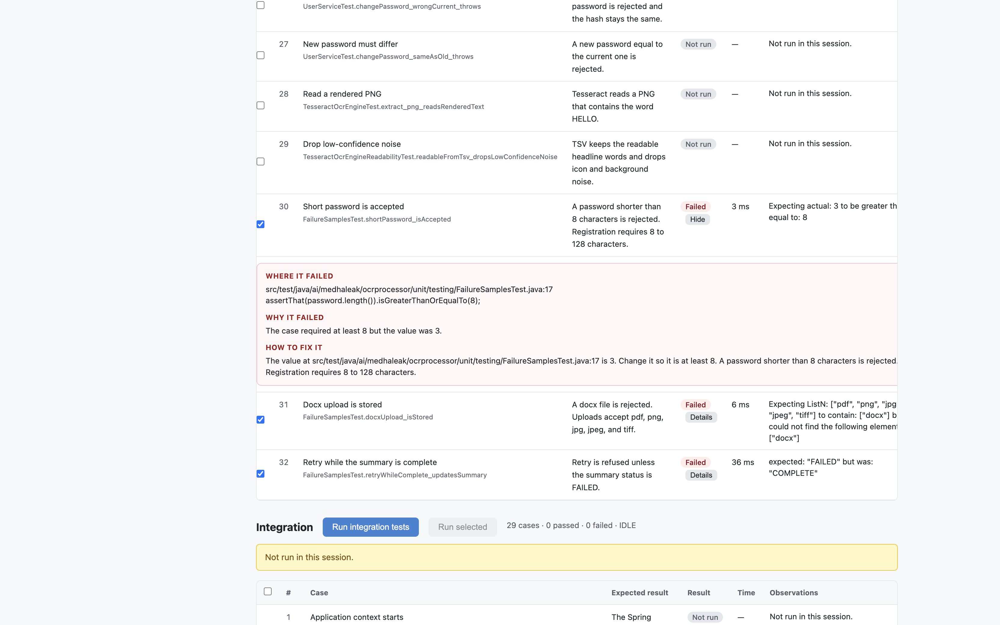 UserServiceTest.changePassword_wrongCurrent_throws
password is rejected and
the hash stays the same.
27 New password must differ
UserServiceTest.changePassword_sameAsOld_throws
A new password equal to
the current one is
rejected.
Not run
—
Not run in this session.
28 Read a rendered PNG
TesseractOcrEngineTest.extract_png_readsRenderedText
Tesseract reads a PNG
that contains the word
HELLO.
Not run
—
Not run in this session.
29 Drop low-confidence noise
TesseractOcrEngineReadabilityTest.readableFromTsv_dropsLowConfidenceNoise
TSV keeps the readable
headline words and drops
icon and background
noise.
Not run
—
Not run in this session.
30 Short password is accepted
FailureSamplesTest.shortPassword_isAccepted
A password shorter than
8 characters is rejected.
Registration requires 8 to
128 characters.
Failed
Hide
3 ms
Expecting actual: 3 to be greater th
equal to: 8
WHERE IT FAILED
src/test/java/ai/medhaleak/ocrprocessor/unit/testing/FailureSamplesTest.java:17
assertThat(password.length()).isGreaterThanOrEqualTo(8);
WHY IT FAILED
The case required at least 8 but the value was 3.
HOW TO FIX IT
The value at src/test/java/ai/medhaleak/ocrprocessor/unit/testing/FailureSamplesTest.java:17 is 3. Change it so it is at least 8. A password shorter than 8 characters is rejected.
Registration requires 8 to 128 characters.
31 Docx upload is stored
FailureSamplesTest.docxUpload_isStored
A docx file is rejected.
Uploads accept pdf, png,
jpg, jpeg, and tiff.
Failed
Details
6 ms
Expecting ListN: ["pdf", "png", "jpg
"jpeg", "tiff"] to contain: ["docx"] b
could not find the following element
["docx"]
32 Retry while the summary is complete
FailureSamplesTest.retryWhileComplete_updatesSummary
Retry is refused unless
the summary status is
FAILED.
Failed
Details
36 ms
expected: "FAILED" but was:
"COMPLETE"
Integration Run integration tests Run selected 29 cases · 0 passed · 0 failed · IDLE
Not run in this session.
# Case Expected result Result Time Observations
1 Application context starts The Spring Not run — Not run in this session.